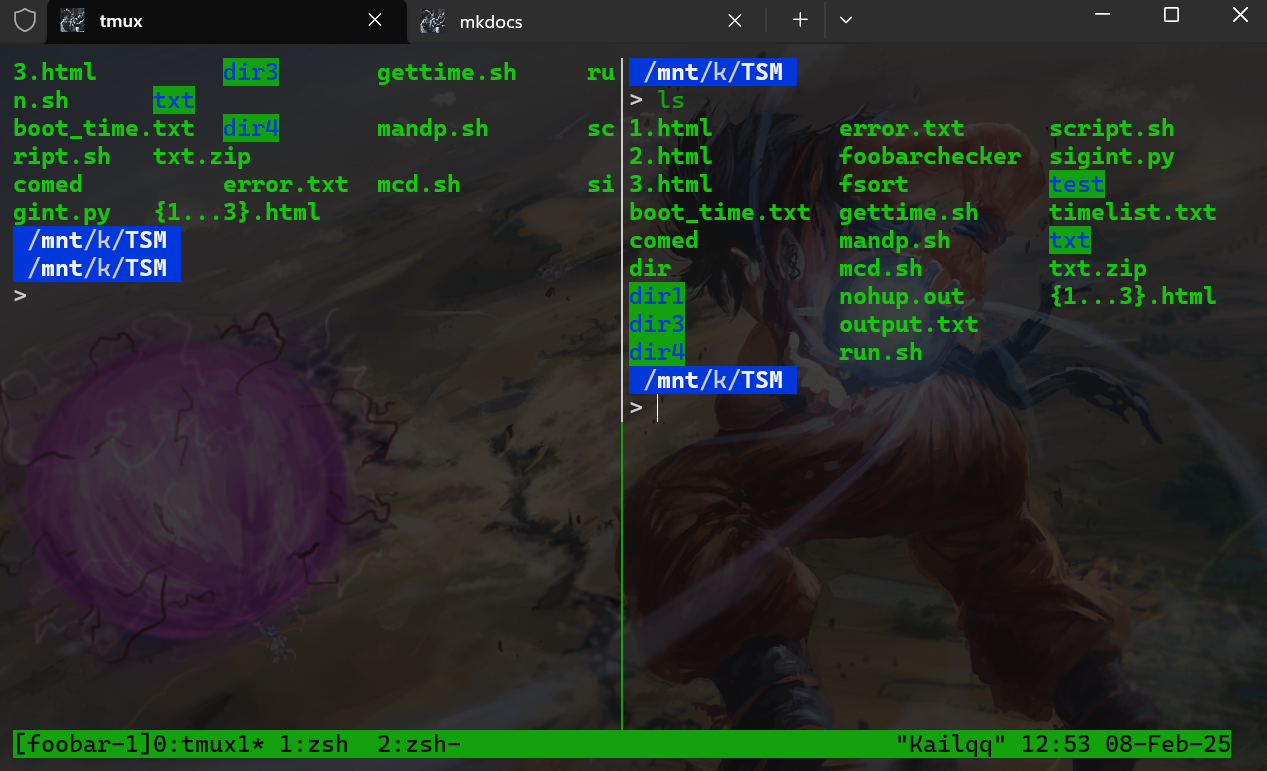 tmux
mkdocs
3.html dir3 gettime.sh ru
n.sh txt
boot_time.txt dir4 mandp.sh sc
ript.sh txt.zip
comed error.txt mcd.sh si
gint.py {1...3}.html
/mnt/k/TSM
/mnt/k/TSM
>
/mnt/k/TSM
> ls
1.html error.txt script.sh
2.html foobarchecker sigint.py
3.html fsort test
boot_time.txt gettime.sh timelist.txt
comed mandp.sh txt
dir mcd.sh txt.zip
dir1 nohup.out {1...3}.html
dir3 output.txt
dir4 run.sh
/mnt/k/TSM
>
[foobar-1]0:tmux1* 1:zsh 2:zsh- "Kailqq" 12:53 08-Feb-25